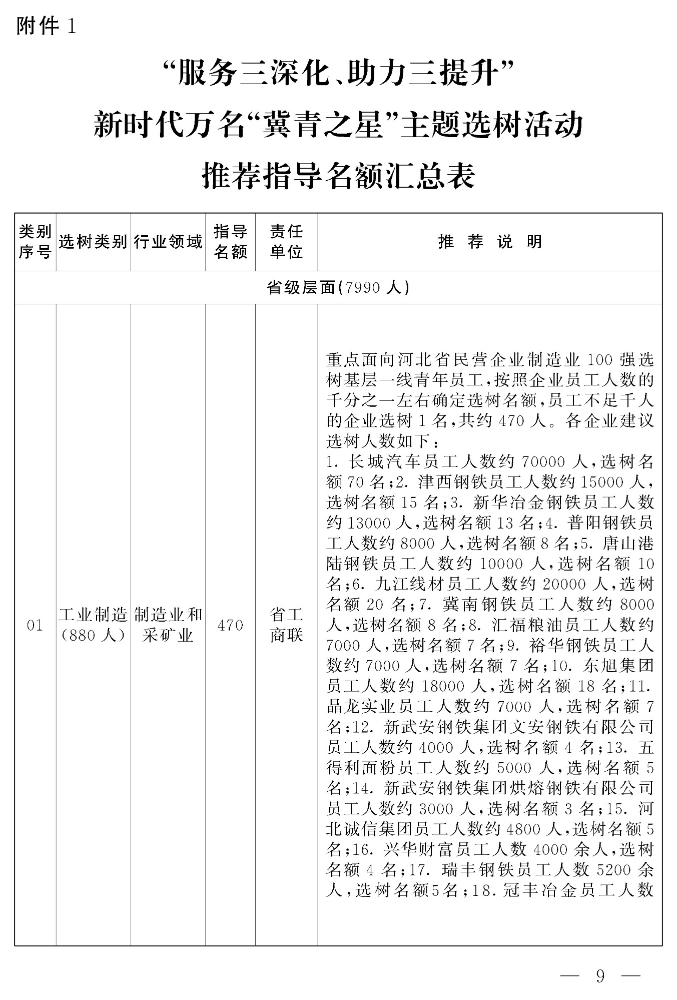 附件 1
“服务三深化、助力三提升”
新时代万名“冀青之星”主题选树活动
推荐指导名额汇总表
类别序号 选树类别 行业领域 指导名额 责任单位 推荐说明
省级层面(7990 人)
01
工业制造
(880 人)
制造业和
采矿业
470
省工
商联
重点面向河北省民营企业制造业 100 强选
树基层一线青年员工,按照企业员工人数的
千分之一左右确定选树名额,员工不足千人
的企业选树 1 名,共约 470 人。各企业建议
选树人数如下:
1. 长城汽车员工人数约 70000 人,选树名
额 70 名;2. 津西钢铁员工人数约 15000 人,
选树名额 15 名;3. 新华冶金钢铁员工人数
约 13000 人,选树名额 13 名;4. 普阳钢铁员
工人数约 8000 人,选树名额 8 名;5. 唐山港
陆钢铁员工人数约 10000 人,选树名额 10
名;6. 九江线材员工人数约 20000 人,选树
名额 20 名;7. 冀南钢铁员工人数约 8000
人,选树名额 8 名;8. 汇福粮油员工人数约
7000 人,选树名额 7 名;9. 裕华钢铁员工人
数约 7000 人,选树名额 7 名;10. 东旭集团
员工人数约 18000 人,选树名额 18 名;11.
晶龙实业员工人数约 7000 人,选树名额 7
名;12. 新武安钢铁集团文安钢铁有限公司
员工人数约 4000 人,选树名额 4 名;13. 五
得利面粉员工人数约 5000 人,选树名额 5
名;14. 新武安钢铁集团烘熔钢铁有限公司
员工人数约 3000 人,选树名额 3 名;15. 河
北诚信集团员工人数约 4800 人,选树名额 5
名;16. 兴华财富员工人数 4000 余人,选树
名额 4 名;17. 瑞丰钢铁员工人数 5200 余
人,选树名额5名;18.冠丰冶金员工人数
— 9 —